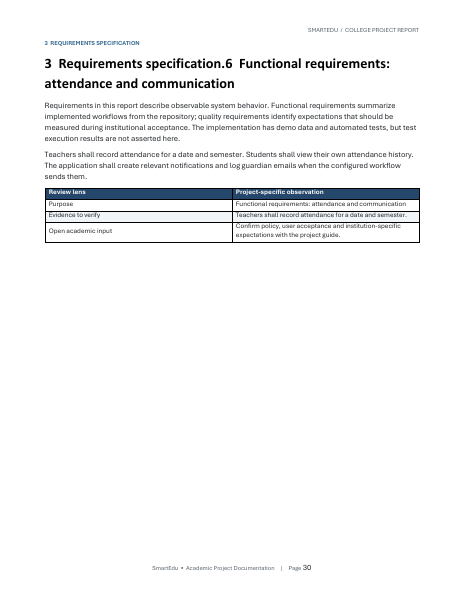 SMARTEDU / COLLEGE PROJECT REPORT
3 REQUIREMENTS SPECIFICATION
3 Requirements specification.6 Functional requirements:
attendance and communication
Requirements in this report describe observable system behavior. Functional requirements summarize
implemented workflows from the repository; quality requirements identify expectations that should be
measured during institutional acceptance. The implementation has demo data and automated tests, but test
execution results are not asserted here.
Teachers shall record attendance for a date and semester. Students shall view their own attendance history.
The application shall create relevant notifications and log guardian emails when the configured workflow
sends them.
Review lens Project-specific observation
Purpose Functional requirements: attendance and communication
Evidence to verify Teachers shall record attendance for a date and semester.
Open academic input Confirm policy, user acceptance and institution-specific
expectations with the project guide.
SmartEdu • Academic Project Documentation | Page 30